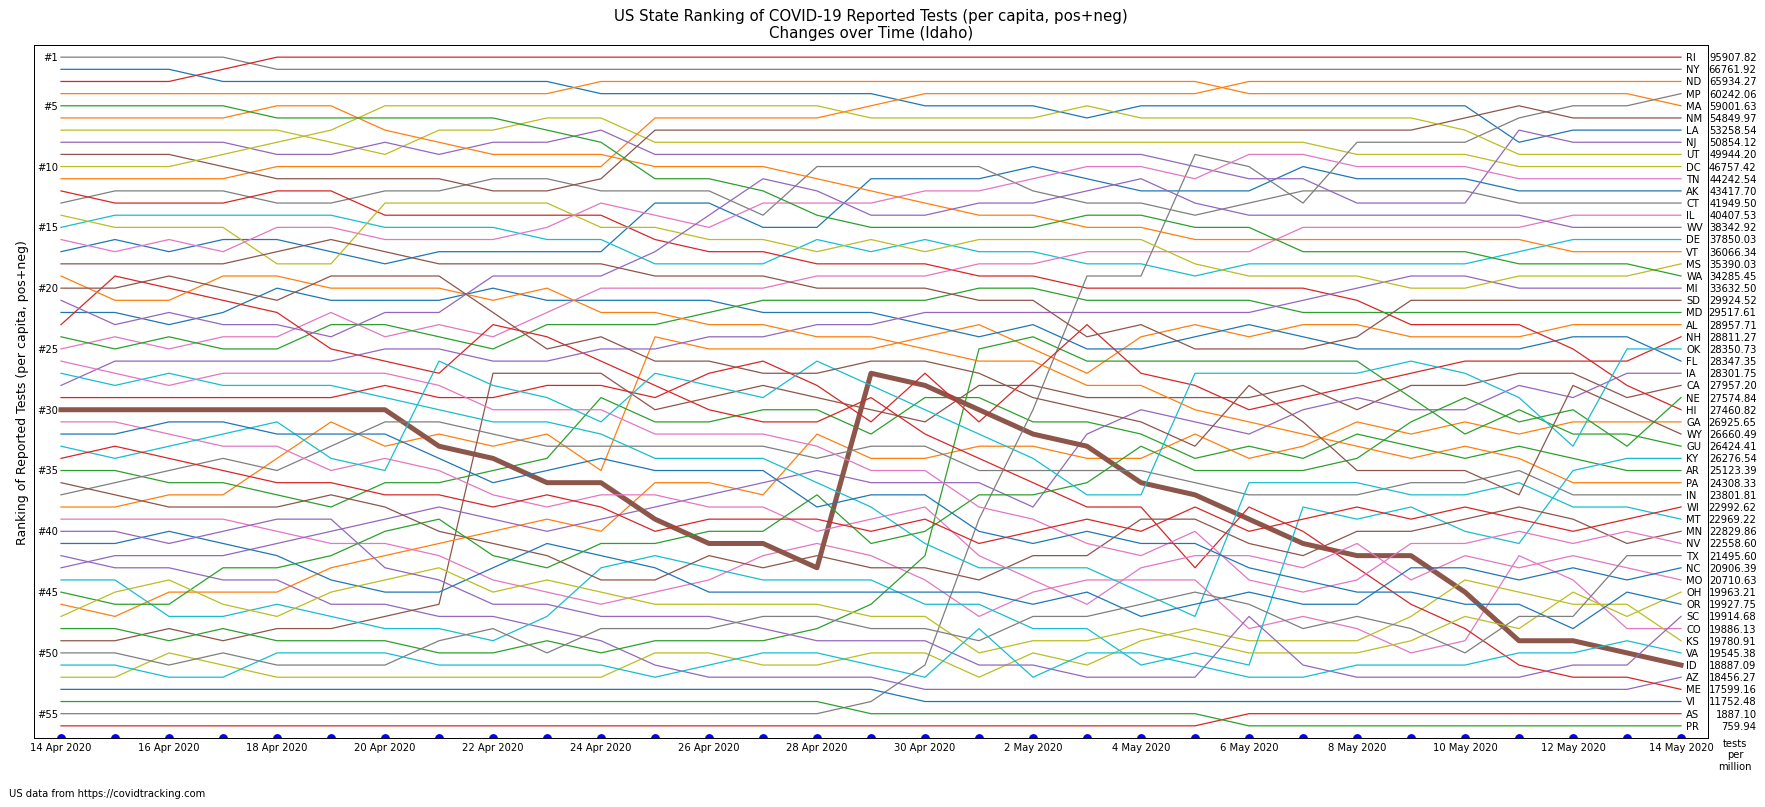 US State Ranking of COVID-19 Reported Tests (per capita, pos+neg)
Changes over Time (Idaho)
Ranking of Reported Tests (per capita, pos+neg)
#1
#5
#10
#15
#20
#25
#30
#35
#40
#45
#50
#55
RI 95907.82
NY 66761.92
ND 65934.27
MP 60242.06
MA 59001.63
NM 54849.97
LA 53258.54
NJ 50854.12
UT 49944.20
DC 46757.42
TN 44242.54
AK 43417.70
CT 41949.50
IL 40407.53
WV 38342.92
DE 37850.03
VT 36066.34
MS 35390.03
WA 34285.45
MI 33632.50
SD 29924.52
MD 29517.61
AL 28957.71
NH 28811.27
OK 28350.73
FL 28347.35
IA 28301.75
CA 27957.20
NE 27574.84
HI 27460.82
GA 26925.65
WY 26660.49
GU 26424.41
KY 26276.54
AR 25123.39
PA 24308.33
IN 23801.81
WI 22992.62
MT 22969.22
MN 22829.86
NV 22558.60
TX 21495.60
NC 20906.39
MO 20710.63
OH 19963.21
OR 19927.75
SC 19914.68
CO 19886.13
KS 19780.91
VA 19545.38
ID 18887.09
AZ 18456.27
ME 17599.16
VI 11752.48
AS 1887.10
PR 759.94
14 Apr 2020 16 Apr 2020 18 Apr 2020 20 Apr 2020 22 Apr 2020 24 Apr 2020 26 Apr 2020 28 Apr 2020 30 Apr 2020 2 May 2020 4 May 2020 6 May 2020 8 May 2020 10 May 2020 12 May 2020 14 May 2020
tests
per
million
US data from https://covidtracking.com